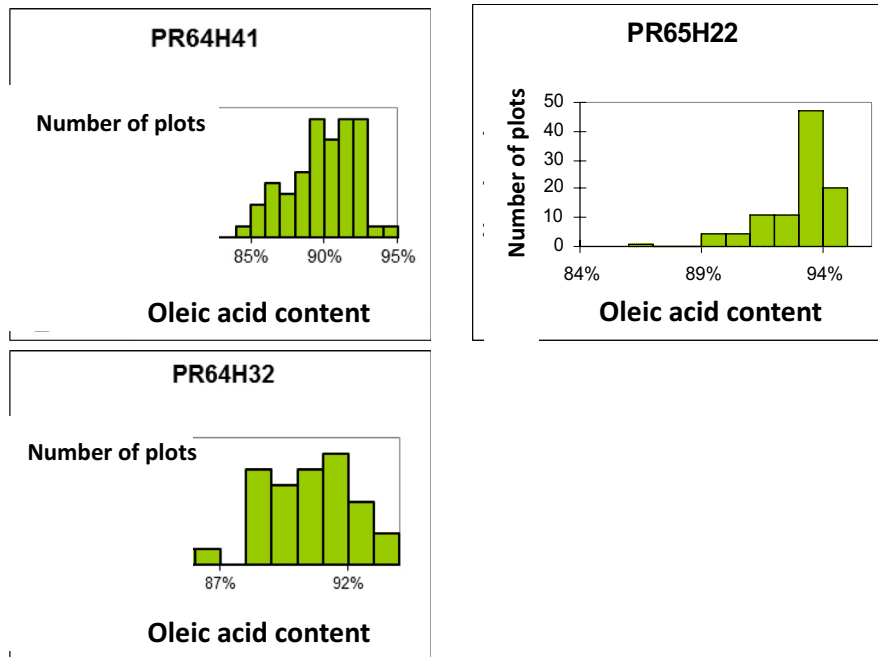 PR64H41
Number of plots
85% 90% 95%
Oleic acid content
PR65H22
Number of plots
50
40
30
20
10
0
84% 89% 94%
Oleic acid content
PR64H32
Number of plots
87% 92%
Oleic acid content